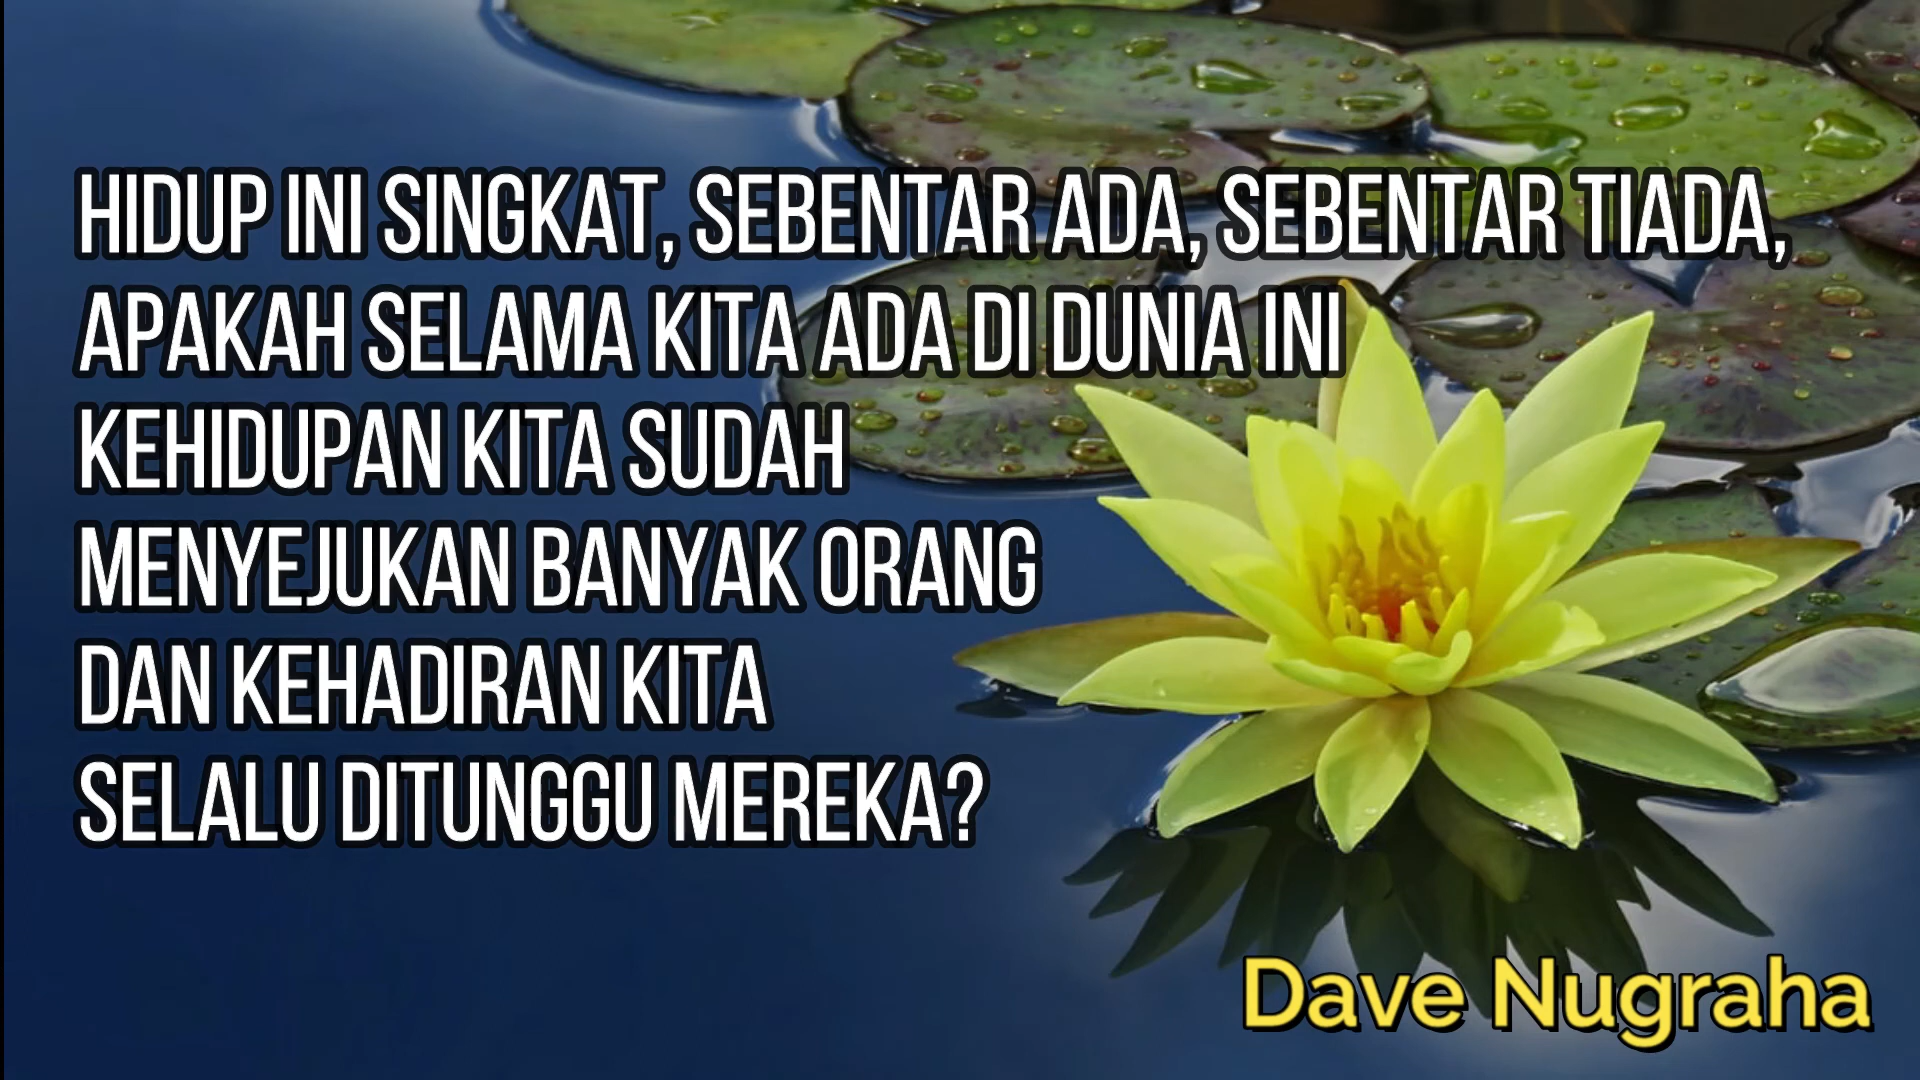 HIDUP INI SINGKAT, SEBENTAR ADA, SEBENTAR TIADA,
APAKAH SELAMA KITA ADA DI DUNIA INI
KEHIDUPAN KITA SUDAH
MENYEJUKAN BANYAK ORANG
DAN KEHADIRAN KITA
SELALU DITUNGGU MEREKA?
Dave Nugraha